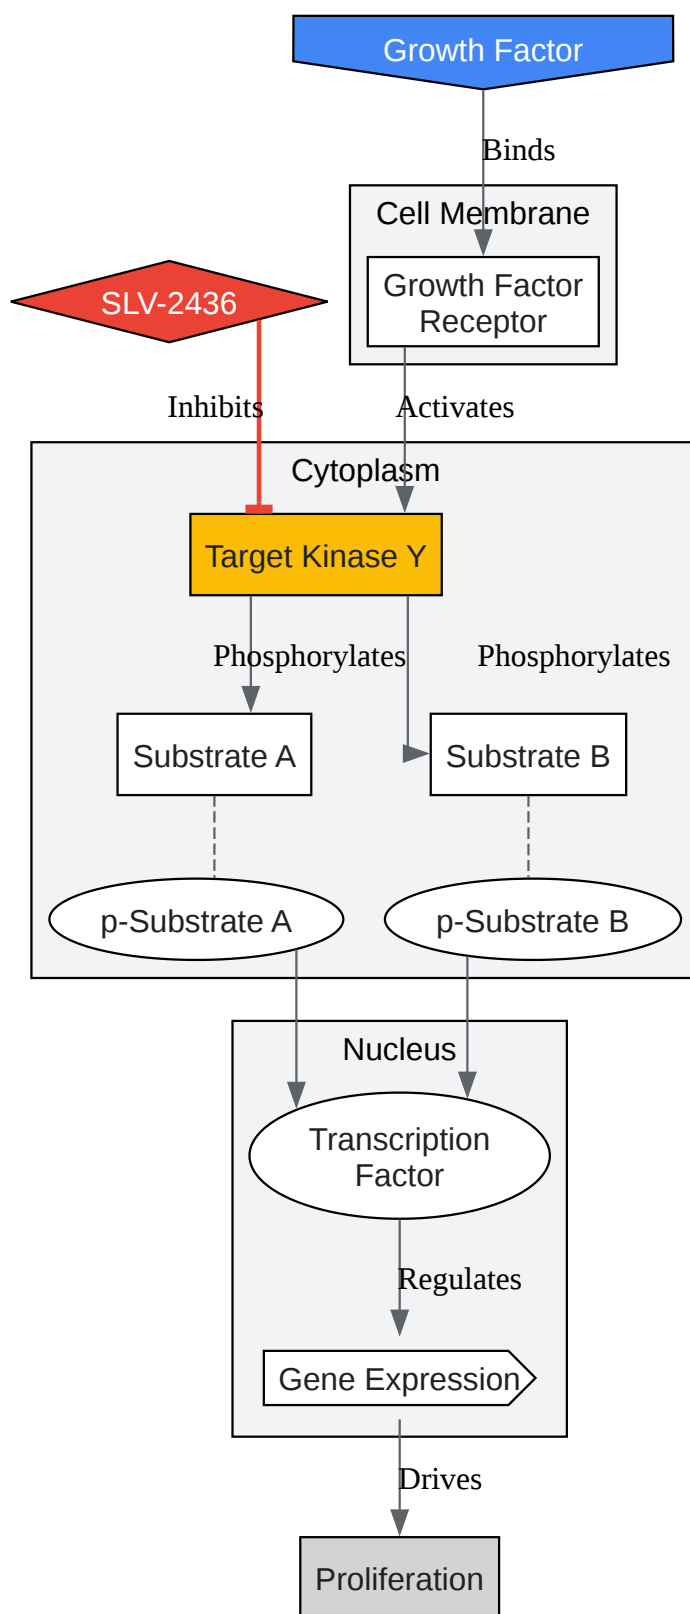 Growth Factor
Binds
Cell Membrane
Growth Factor
Receptor
SLV-2436
Inhibits
Activates
Cytoplasm
Target Kinase Y
Phosphorylates
Phosphorylates
Substrate A
Substrate B
p-Substrate A
p-Substrate B
Nucleus
Transcription
Factor
Regulates
Gene Expression
Drives
Proliferation